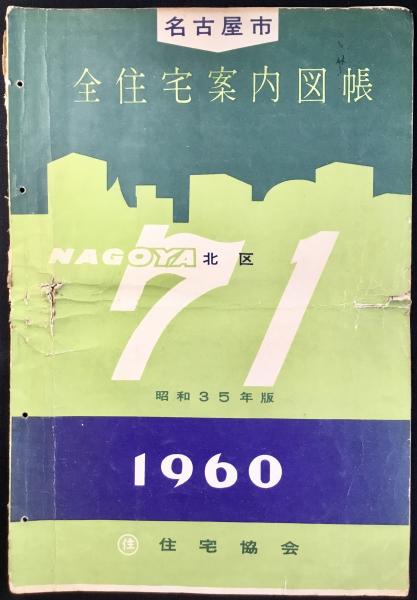 名古屋市
全住宅案内図帳
NAGOYA 北区
71
昭和35年版
1960
住 住宅協会